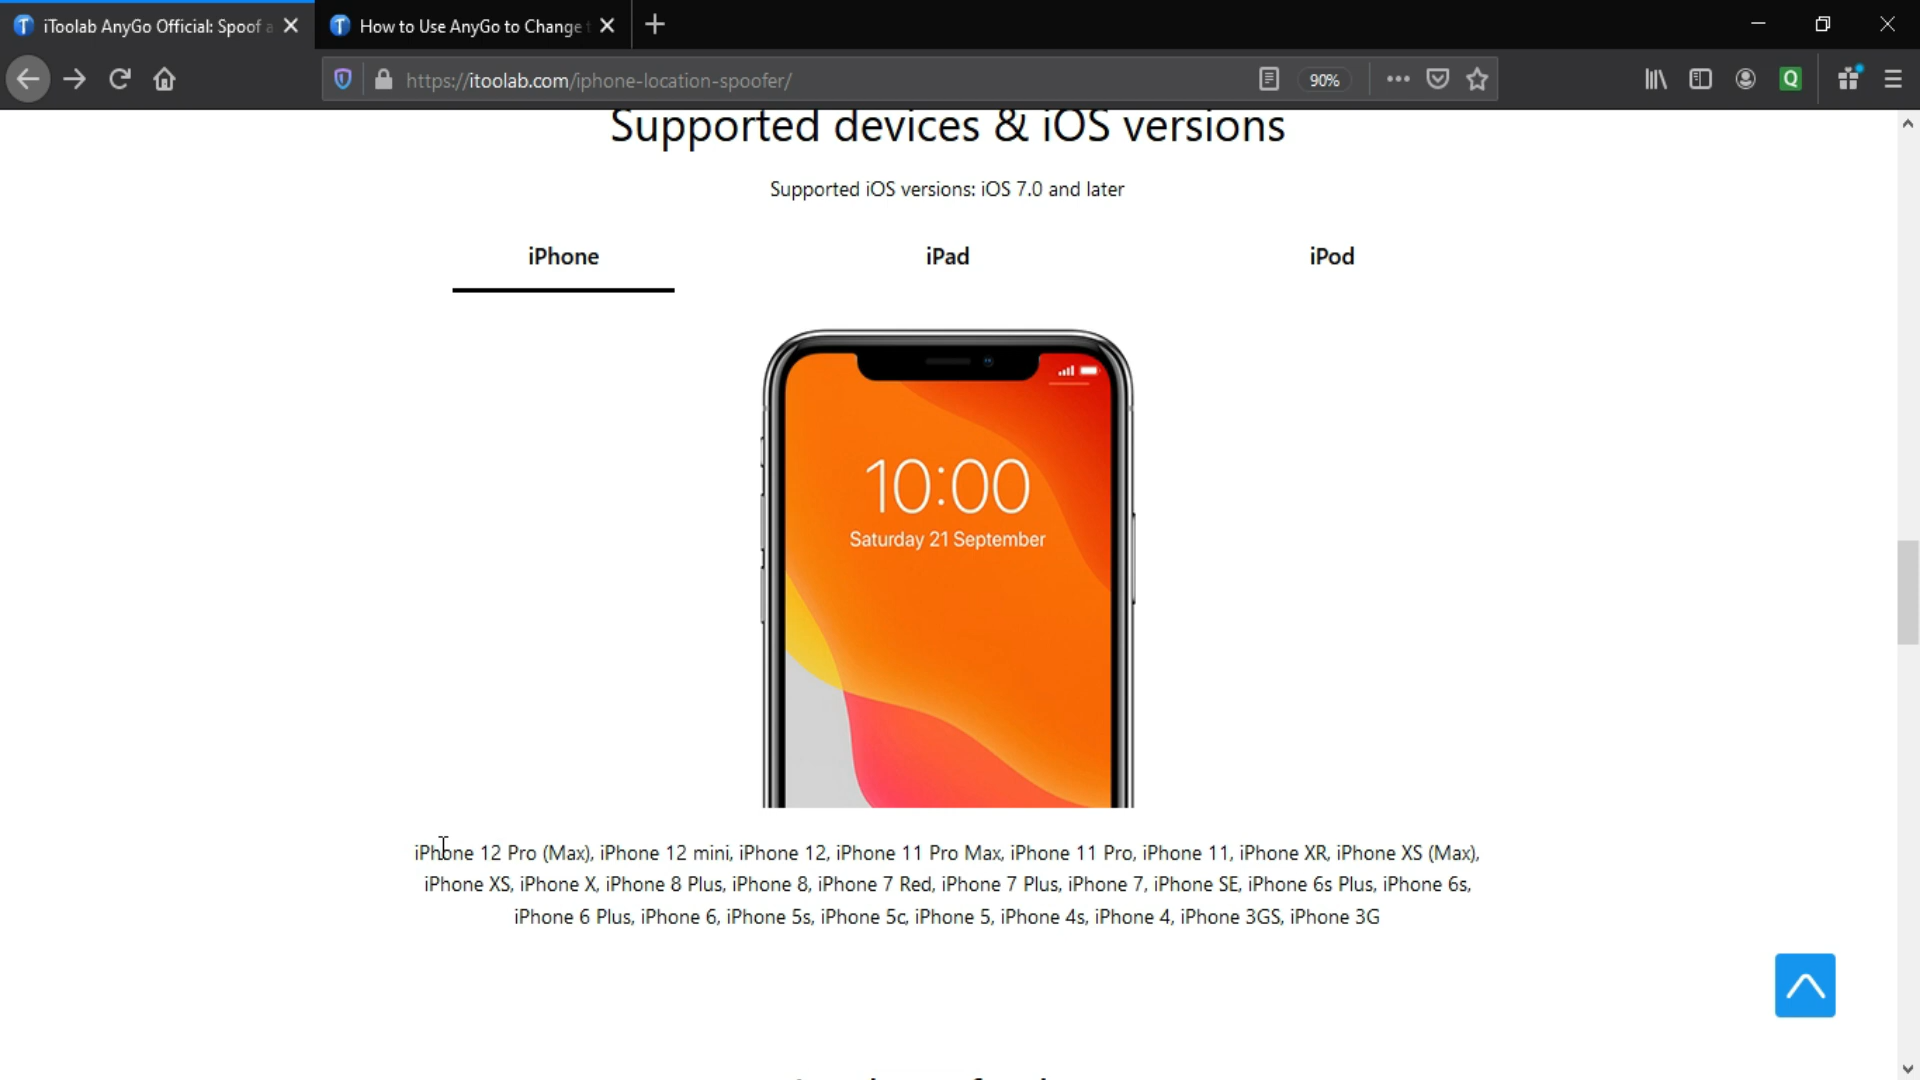 iToolab AnyGo Official: Spoof a
How to Use AnyGo to Change t
https://itoolab.com/iphone-location-spoofer/
90%
Q
Supported devices & iOS versions
Supported iOS versions: iOS 7.0 and later
iPhone
iPad
iPod
10:00
Saturday 21 September
iPhone 12 Pro (Max), iPhone 12 mini, iPhone 12, iPhone 11 Pro Max, iPhone 11 Pro, iPhone 11, iPhone XR, iPhone XS (Max),
iPhone XS, iPhone X, iPhone 8 Plus, iPhone 8, iPhone 7 Red, iPhone 7 Plus, iPhone 7, iPhone SE, iPhone 6s Plus, iPhone 6s,
iPhone 6 Plus, iPhone 6, iPhone 5s, iPhone 5c, iPhone 5, iPhone 4s, iPhone 4, iPhone 3GS, iPhone 3G